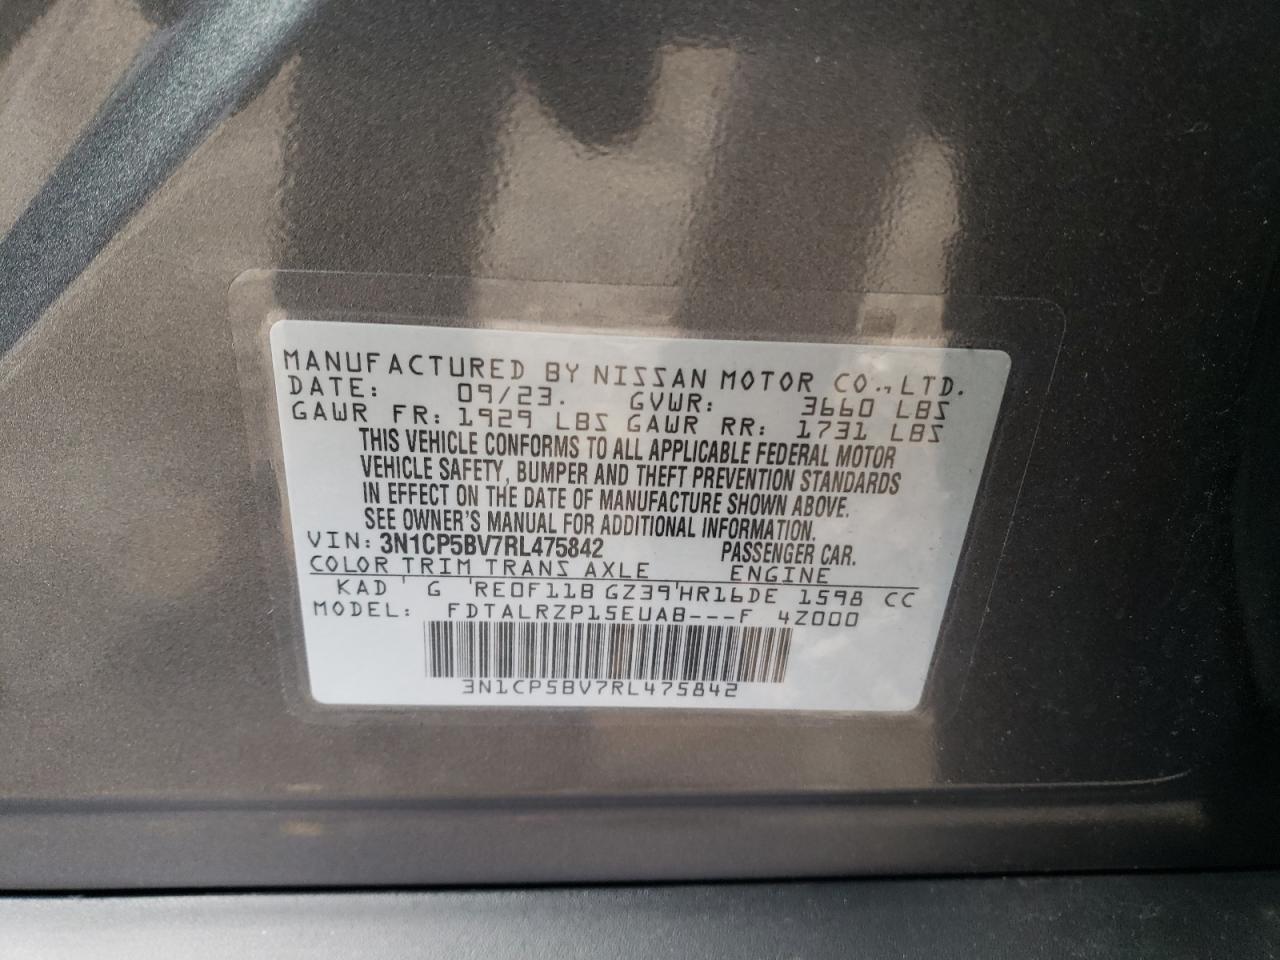 MANUFACTURED BY NISSAN MOTOR CO., LTD.
DATE: 09/23. GVWR: 3660 LBS
GAWR FR: 1929 LBS GAWR RR: 1731 LBS
THIS VEHICLE CONFORMS TO ALL APPLICABLE FEDERAL MOTOR
VEHICLE SAFETY, BUMPER AND THEFT PREVENTION STANDARDS
IN EFFECT ON THE DATE OF MANUFACTURE SHOWN ABOVE.
SEE OWNER'S MANUAL FOR ADDITIONAL INFORMATION.
VIN: 3N1CP5BV7RL475842 PASSENGER CAR.
COLOR TRIM TRANS AXLE ENGINE
KAD ' G 'RE0F11B GZ39'HR16DE 1598 CC
MODEL: FDTALRZP15EUAB---F 4Z000
3N1CP5BV7RL475842